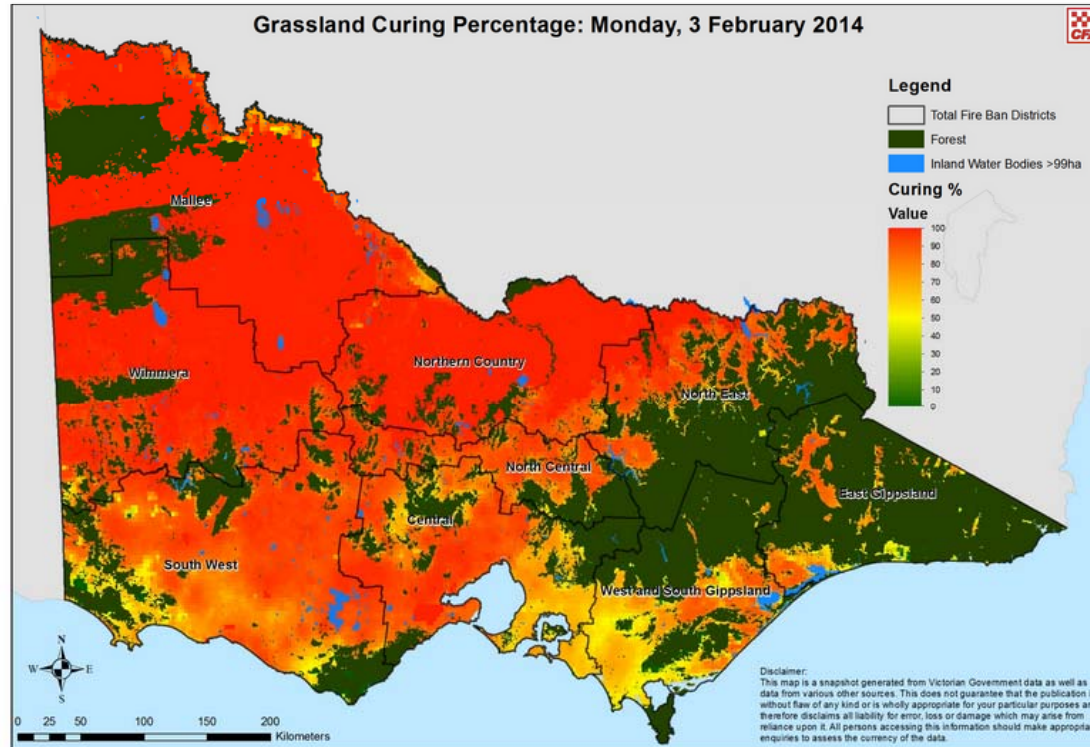 Grassland Curing Percentage: Monday, 3 February 2014
CFA
Legend
Total Fire Ban Districts
Forest
Inland Water Bodies >99ha
Curing %
Value
100
90
80
70
60
50
40
30
20
10
0
Mallee
Wimmera
Northern Country
North East
North Central
Central
East Gippsland
South West
West and South Gippsland
N
W E
S
0 25 50 100 150 200
Kilometers
Disclaimer:
This map is a snapshot generated from Victorian Government data as well as
data from various other sources. This does not guarantee that the publication i
without flaw of any kind or is wholly appropriate for your particular purposes an
therefore disclaims all liability for error, loss or damage which may arise from
reliance upon it. All persons accessing this information should make appropria
enquiries to assess the currency of the data.